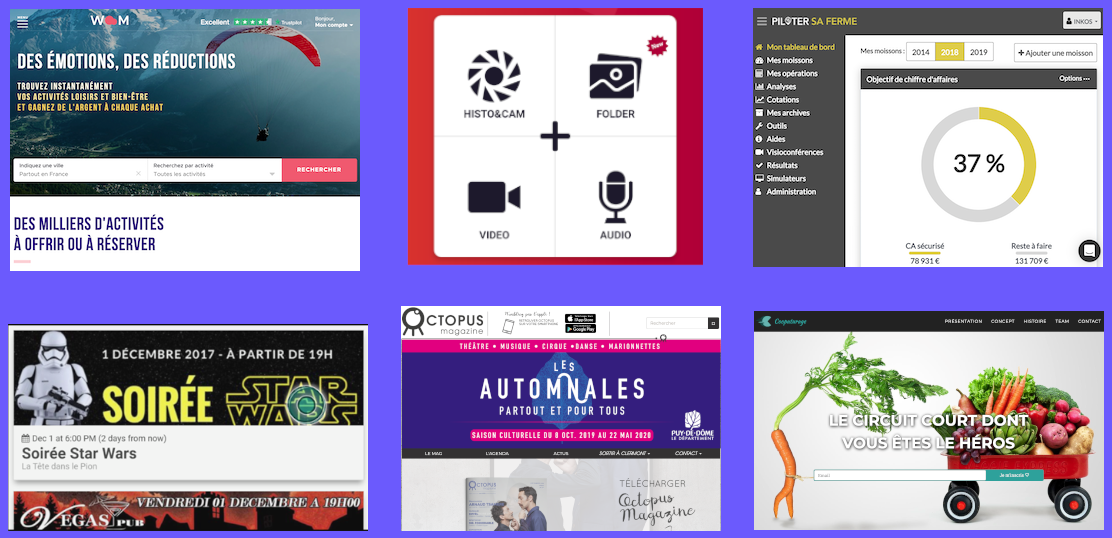 MENU
WOM
Excellent
Trustpilot
Bonjour,
Mon compte
DES ÉMOTIONS, DES RÉDUCTIONS
TROUVEZ INSTANTANÉMENT
VOS ACTIVITÉS LOISIRS ET BIEN-ÊTRE
ET GAGNEZ DE L'ARGENT À CHAQUE ACHAT
Indiquez une ville
Partout en France
Recherchez par activité
Toutes les activités
RECHERCHER
DES MILLIERS D'ACTIVITÉS
À OFFRIR OU À RÉSERVER
HISTO&CAM
New
FOLDER
VIDEO
AUDIO
PILOTER SA FERME
INKOS
Mon tableau de bord
Mes moissons
Mes opérations
Analyses
Cotations
Mes archives
Outils
Aides
Visioconférences
Résultats
Simulateurs
Administration
Mes moissons :
2014
2018
2019
+ Ajouter une moisson
Objectif de chiffre d'affaires
Options
37 %
CA sécurisé
78 931 €
Reste à faire
131 709 €
1 DÉCEMBRE 2017 - À PARTIR DE 19H
SOIRÉE STAR WARS
Dec 1 at 6:00 PM (2 days from now)
Soirée Star Wars
La Tête dans le Pion
VENDREDI 01 DECEMBRE A 19H00
VEGAS PUB
OCTOPUS
magazine
App Store
Google Play
Rechercher
THÉÂTRE • MUSIQUE • CIRQUE • DANSE • MARIONNETTES
LES
AUTOMNALES
PARTOUT ET POUR TOUS
SAISON CULTURELLE DU 8 OCT. 2019 AU 22 MAI 2020
PUY-DE-DÔME
LE DÉPARTEMENT
LE MAG
L'AGENDA
ACTUS
SORTIR À CLERMONT
CONTACT
OCTOPUS
TÉLÉCHARGER
Octopus
Magazine
Cooputarage
PRÉSENTATION
CONCEPT
HISTOIRE
TEAM
CONTACT
LE CIRCUIT COURT DONT
VOUS ÊTES LE HÉROS
Email
Je m'inscris